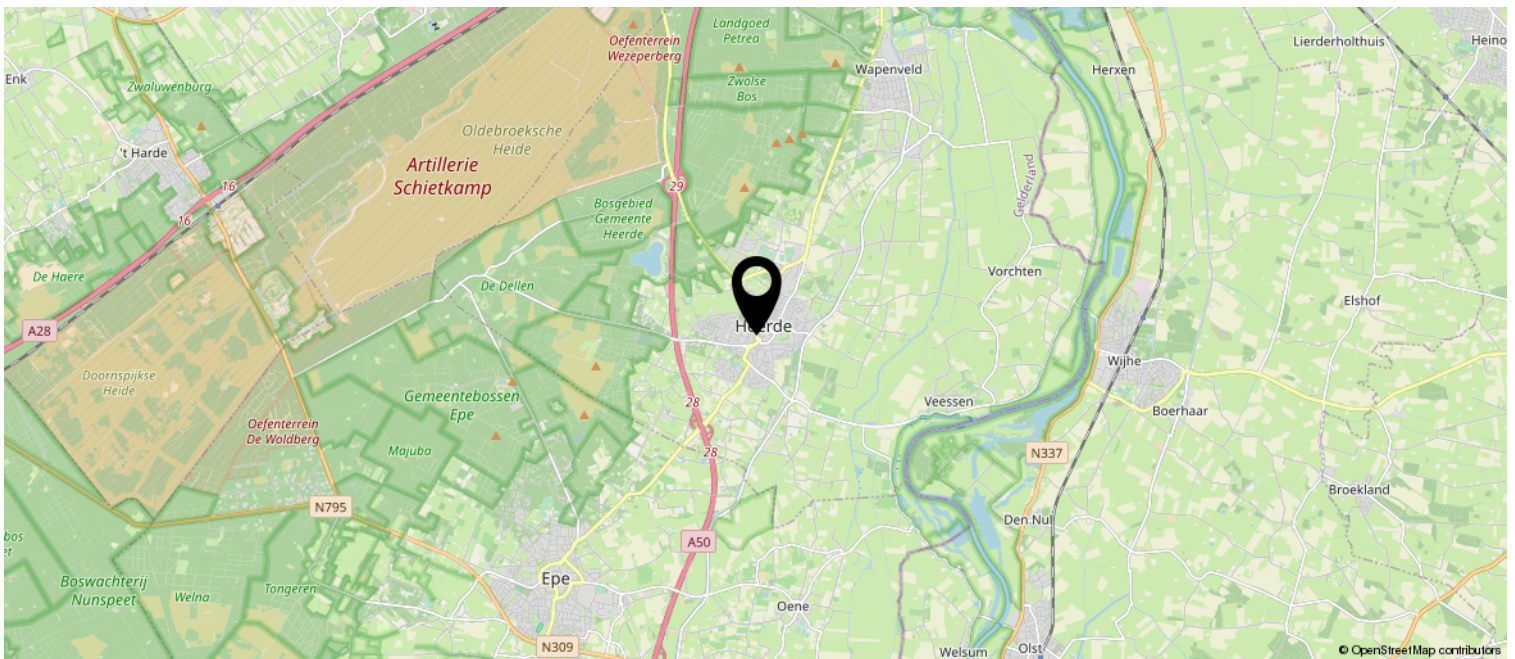 Landgoed
Petrea
Oefenterrein
Wezeperberg
Lierderholthuis
Heino
Enk
Zwaluwenburg
Zwolse
Bos
Wapenveld
Herxen
Oldebroeksche
Heide
't Harde
Artillerie
Schietkamp
16
29
Gelderland
16
Bosgebied
Gemeente
Heerde
De Haere
De Dellen
Vorchten
Elshof
A28
Heerde
Wijhe
Doornspijkse
Heide
Gemeentebossen
Epe
28
Veessen
Boerhaar
Oefenterrein
De Woldberg
Majuba
28
N337
Broekland
N795
Den Nul
bos
et
A50
Boswachterij
Nunspeet
Welna
Tongeren
Epe
Oene
N309
Welsum
Olst
© OpenStreetMap contributors